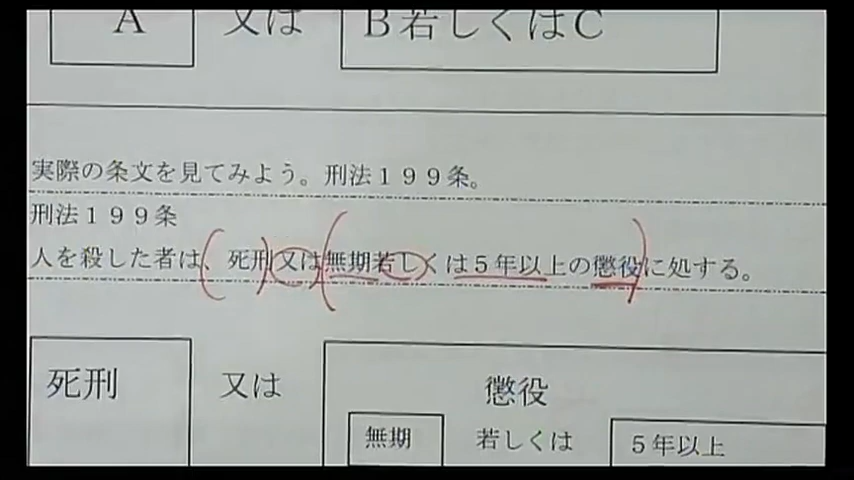 A 又は B若しくはC
実際の条文を見てみよう。刑法199条。
刑法199条
人を殺した者は、死刑又は無期若しくは5年以上の懲役に処する。
死刑 又は 懲役
無期 若しくは 5年以上